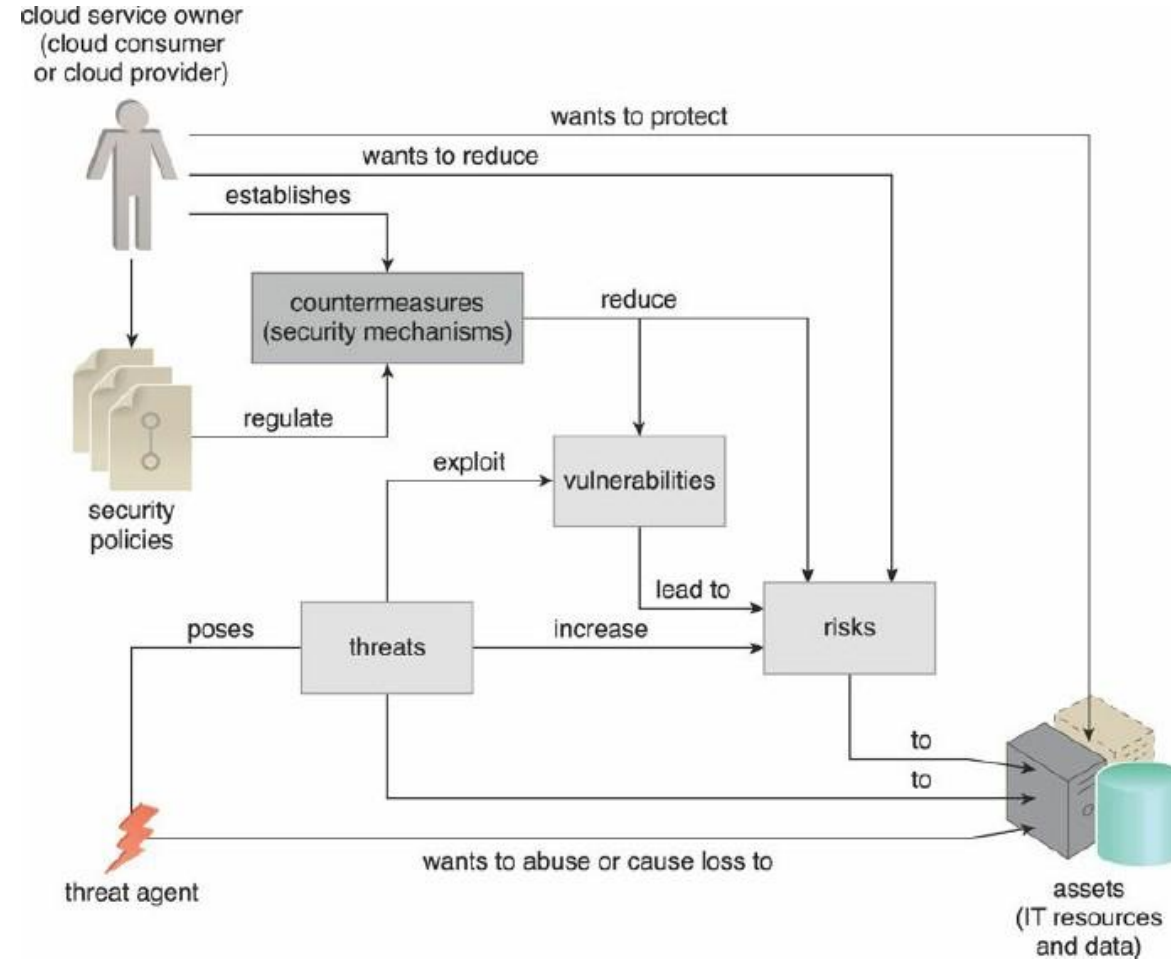 cloud service owner
(cloud consumer
or cloud provider)
wants to protect
wants to reduce
establishes
countermeasures
(security mechanisms)
reduce
regulate
exploit
vulnerabilities
security
policies
lead to
poses
threats
increase
risks
to
to
wants to abuse or cause loss to
threat agent
assets
(IT resources
and data)